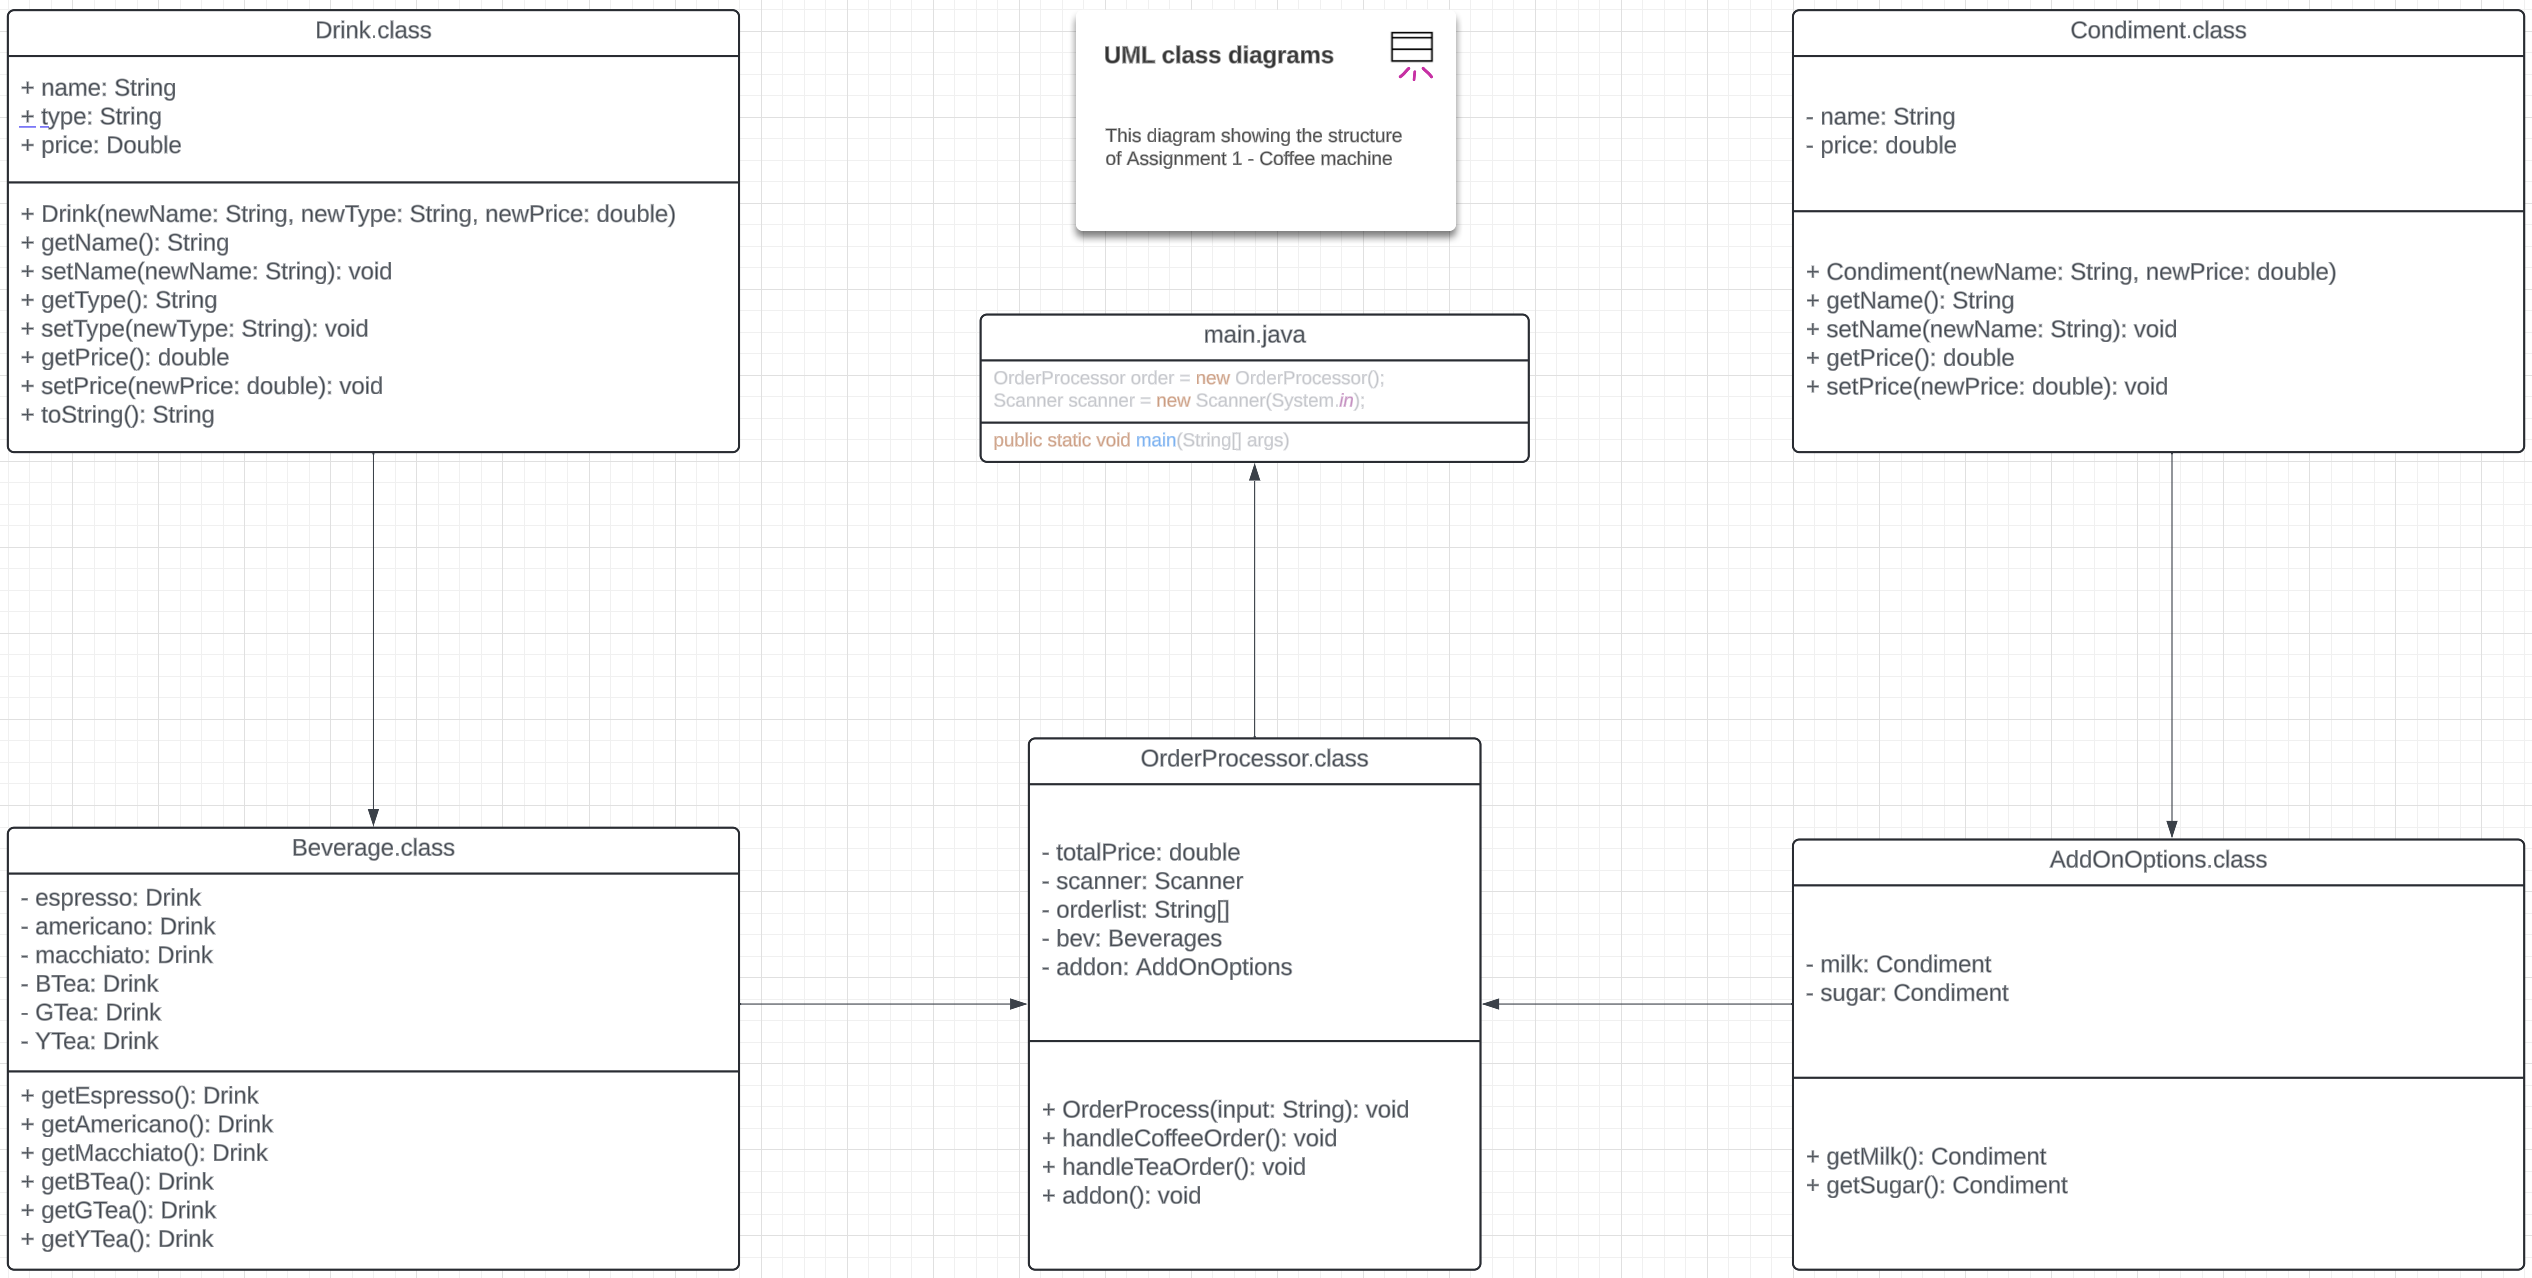 Drink.class
+ name: String
+ type: String
+ price: Double
+ Drink(newName: String, newType: String, newPrice: double)
+ getName(): String
+ setName(newName: String): void
+ getType(): String
+ setType(newType: String): void
+ getPrice(): double
+ setPrice(newPrice: double): void
+ toString(): String
UML class diagrams
This diagram showing the structure
of Assignment 1 - Coffee machine
Condiment.class
- name: String
- price: double
+ Condiment(newName: String, newPrice: double)
+ getName(): String
+ setName(newName: String): void
+ getPrice(): double
+ setPrice(newPrice: double): void
main.java
OrderProcessor order = new OrderProcessor();
Scanner scanner = new Scanner(System.in);
public static void main(String[] args)
Beverage.class
- espresso: Drink
- americano: Drink
- macchiato: Drink
- BTea: Drink
- GTea: Drink
- YTea: Drink
+ getEspresso(): Drink
+ getAmericano(): Drink
+ getMacchiato(): Drink
+ getBTea(): Drink
+ getGTea(): Drink
+ getYTea(): Drink
OrderProcessor.class
- totalPrice: double
- scanner: Scanner
- orderlist: String[]
- bev: Beverages
- addon: AddOnOptions
+ OrderProcess(input: String): void
+ handleCoffeeOrder(): void
+ handleTeaOrder(): void
+ addon(): void
AddOnOptions.class
- milk: Condiment
- sugar: Condiment
+ getMilk(): Condiment
+ getSugar(): Condiment